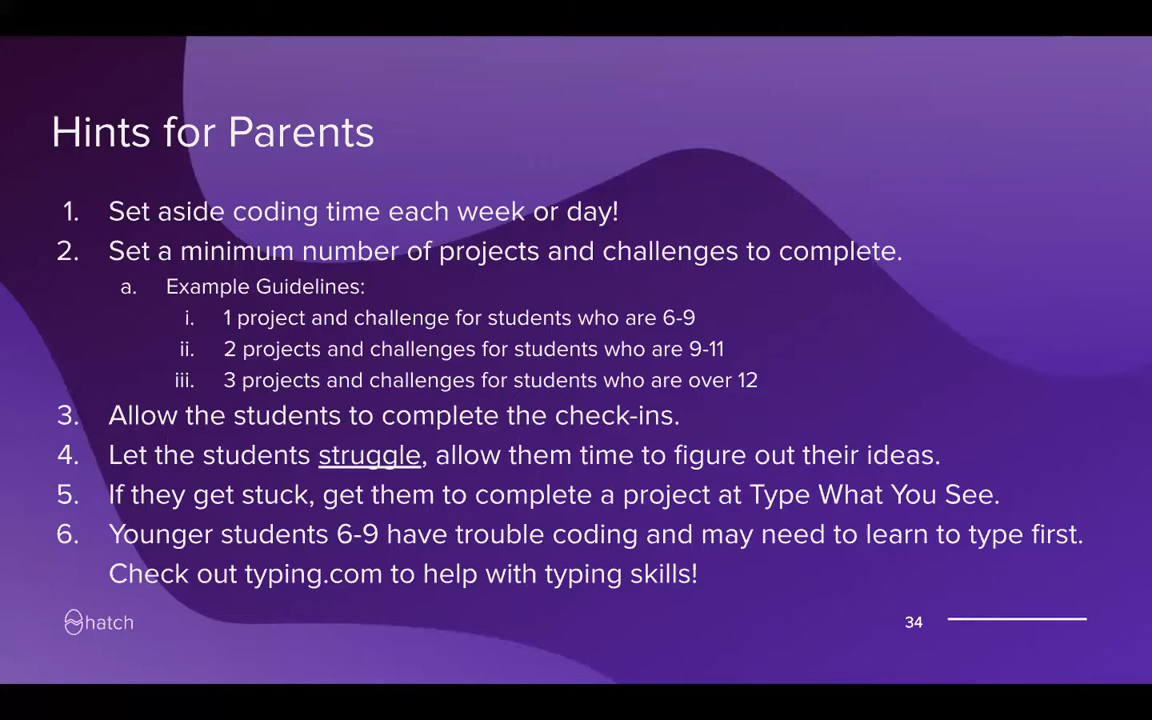 Hints for Parents
1. Set aside coding time each week or day!
2. Set a minimum number of projects and challenges to complete.
a. Example Guidelines:
i. 1 project and challenge for students who are 6-9
ii. 2 projects and challenges for students who are 9-11
iii. 3 projects and challenges for students who are over 12
3. Allow the students to complete the check-ins.
4. Let the students struggle, allow them time to figure out their ideas.
5. If they get stuck, get them to complete a project at Type What You See.
6. Younger students 6-9 have trouble coding and may need to learn to type first.
Check out typing.com to help with typing skills!
hatch
34